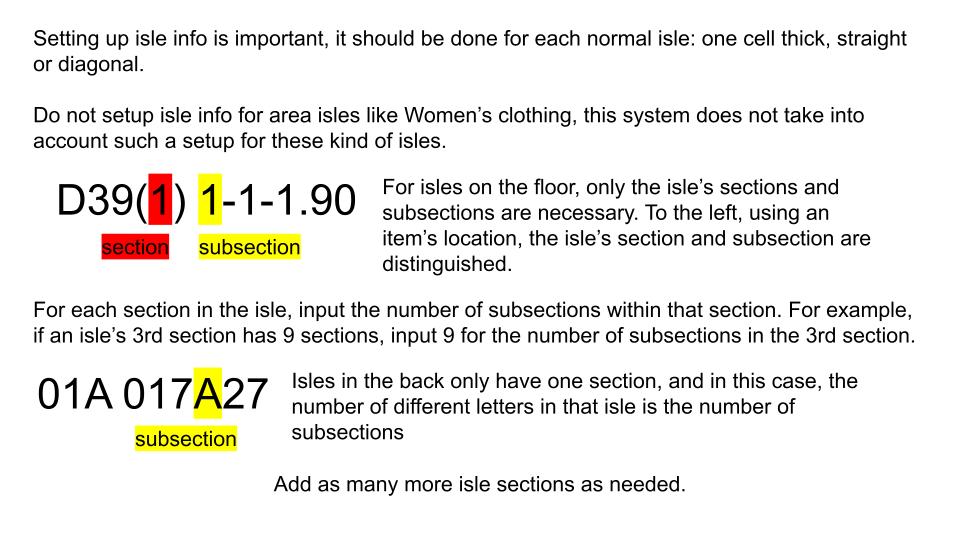 Setting up isle info is important, it should be done for each normal isle: one cell thick, straight
or diagonal.
Do not setup isle info for area isles like Women’s clothing, this system does not take into
account such a setup for these kind of isles.
D39(1) 1-1-1.90
section subsection
For isles on the floor, only the isle’s sections and
subsections are necessary. To the left, using an
item’s location, the isle’s section and subsection are
distinguished.
For each section in the isle, input the number of subsections within that section. For example,
if an isle’s 3rd section has 9 sections, input 9 for the number of subsections in the 3rd section.
01A 017A27
subsection
Isles in the back only have one section, and in this case, the
number of different letters in that isle is the number of
subsections
Add as many more isle sections as needed.